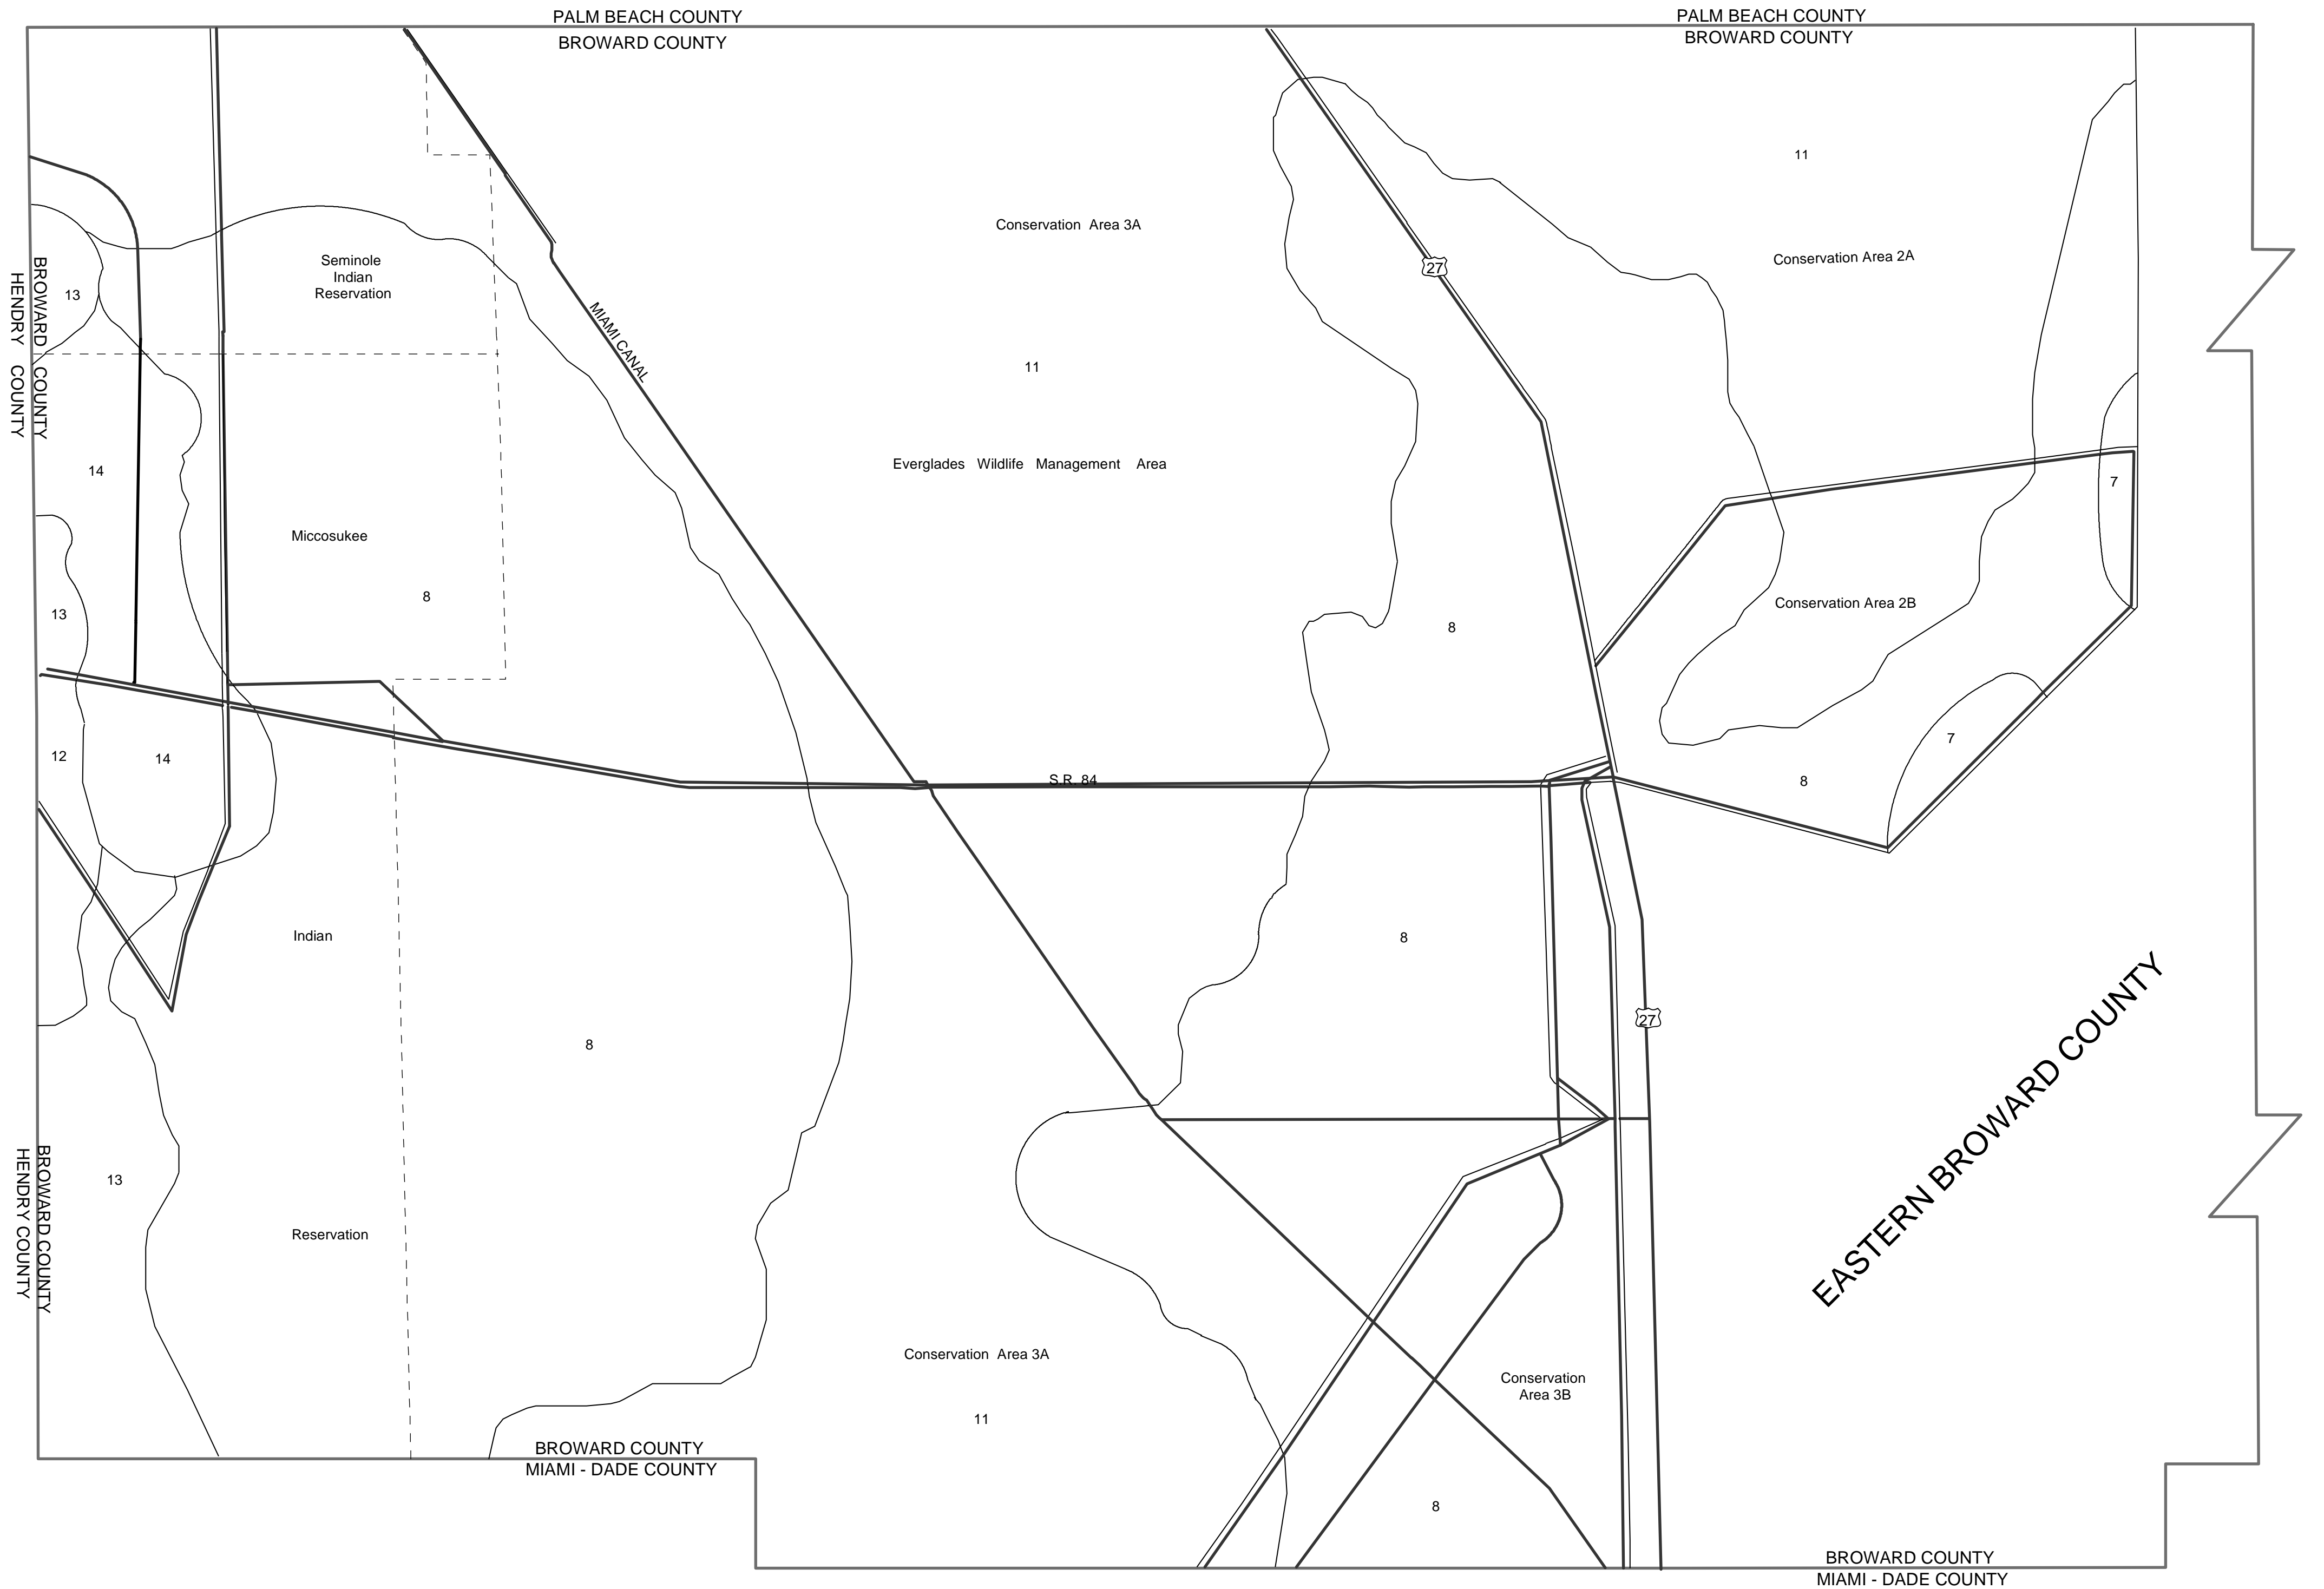 PALM BEACH COUNTY
BROWARD COUNTY
PALM BEACH COUNTY
BROWARD COUNTY
11
Conservation Area 3A
Conservation Area 2A
Seminole
Indian
Reservation
27
BROWARD COUNTY
HENDRY COUNTY
13
MIAMI CANAL
11
Everglades Wildlife Management Area
14
7
Miccosukee
8
13
Conservation Area 2B
8
12
14
7
S.R. 84
8
Indian
8
27
8
EASTERN BROWARD COUNTY
13
BROWARD COUNTY
HENDRY COUNTY
Reservation
Conservation Area 3A
Conservation
Area 3B
11
BROWARD COUNTY
MIAMI - DADE COUNTY
8
BROWARD COUNTY
MIAMI - DADE COUNTY